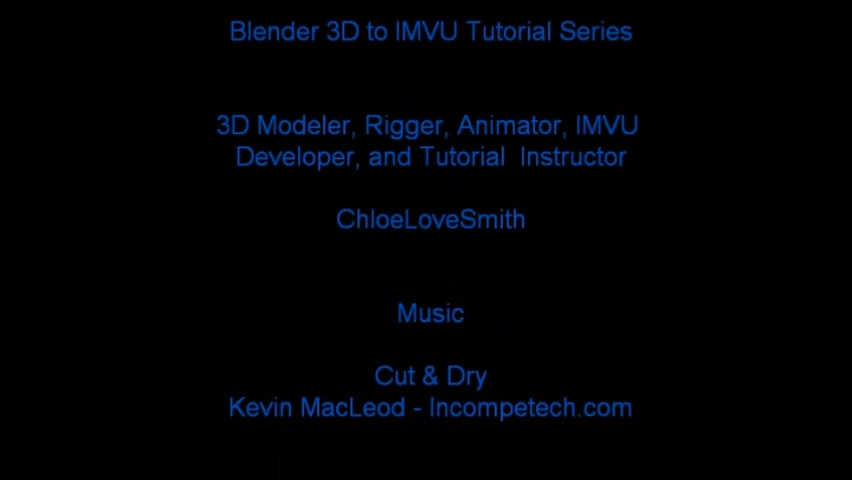 Blender 3D to IMVU Tutorial Series
3D Modeler, Rigger, Animator, IMVU
Developer, and Tutorial Instructor
ChloeLoveSmith
Music
Cut & Dry
Kevin MacLeod - Incompetech.com